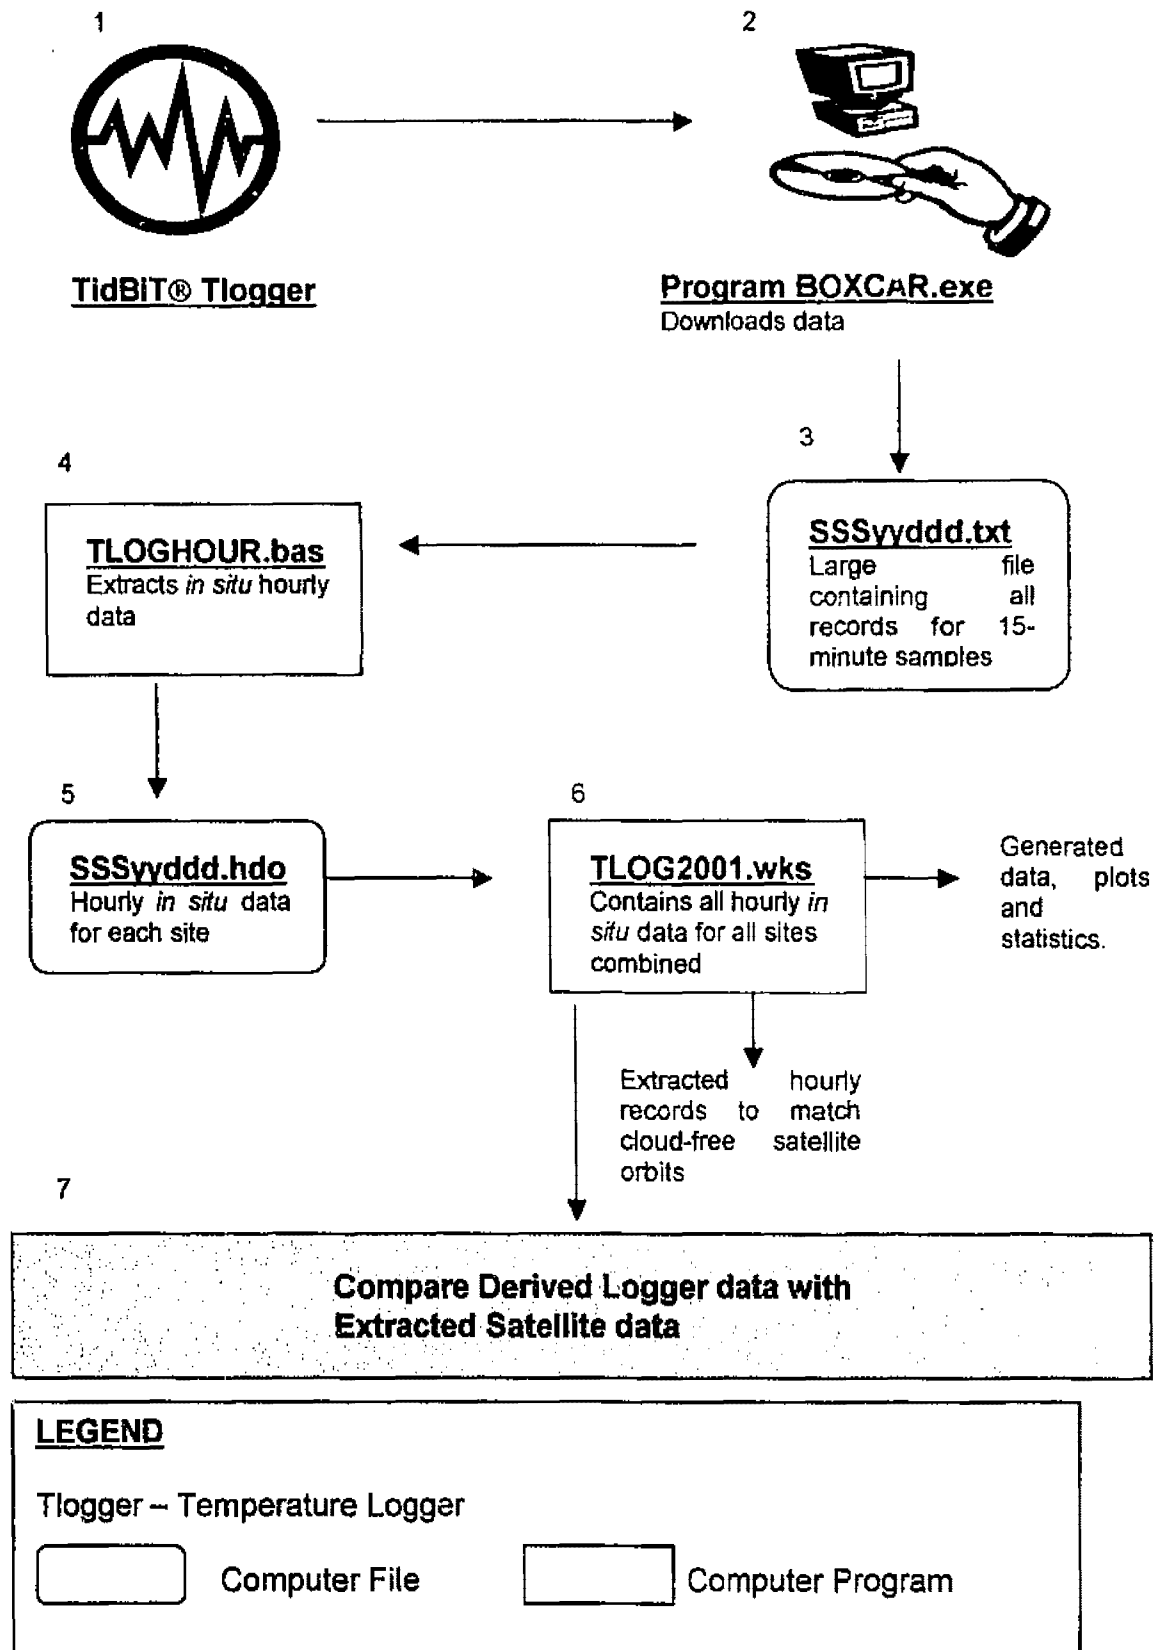 1
2
TidBiT® Tlogger
Program BOXCAR.exe
Downloads data
3
SSSyyddd.txt
Large file
containing all
records for 15-
minute samples
4
TLOGHOUR.bas
Extracts in situ hourly
data
5
SSSyyddd.hdo
Hourly in situ data
for each site
6
TLOG2001.wks
Contains all hourly in
situ data for all sites
combined
Generated
data, plots
and
statistics.
Extracted hourly
records to match
cloud-free satellite
orbits
7
Compare Derived Logger data with
Extracted Satellite data
LEGEND
Tlogger – Temperature Logger
Computer File
Computer Program